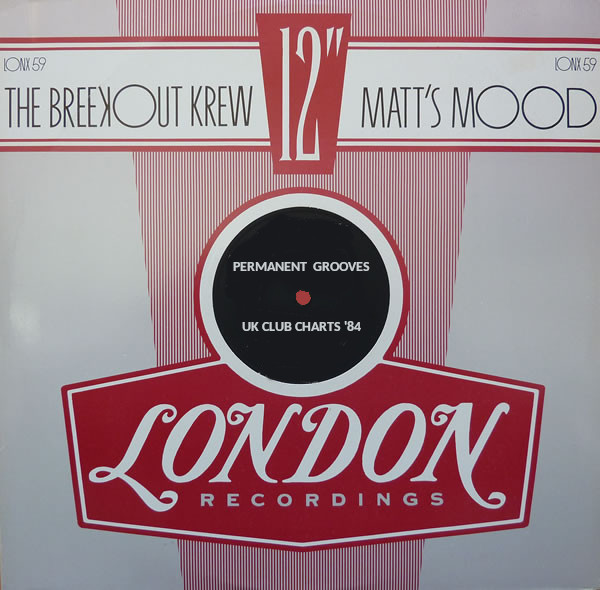 LONX 59
LONX 59
THE BREEKOUT KREW
12"
MATT'S MOOD
PERMANENT GROOVES
UK CLUB CHARTS '84
LONDON
RECORDINGS